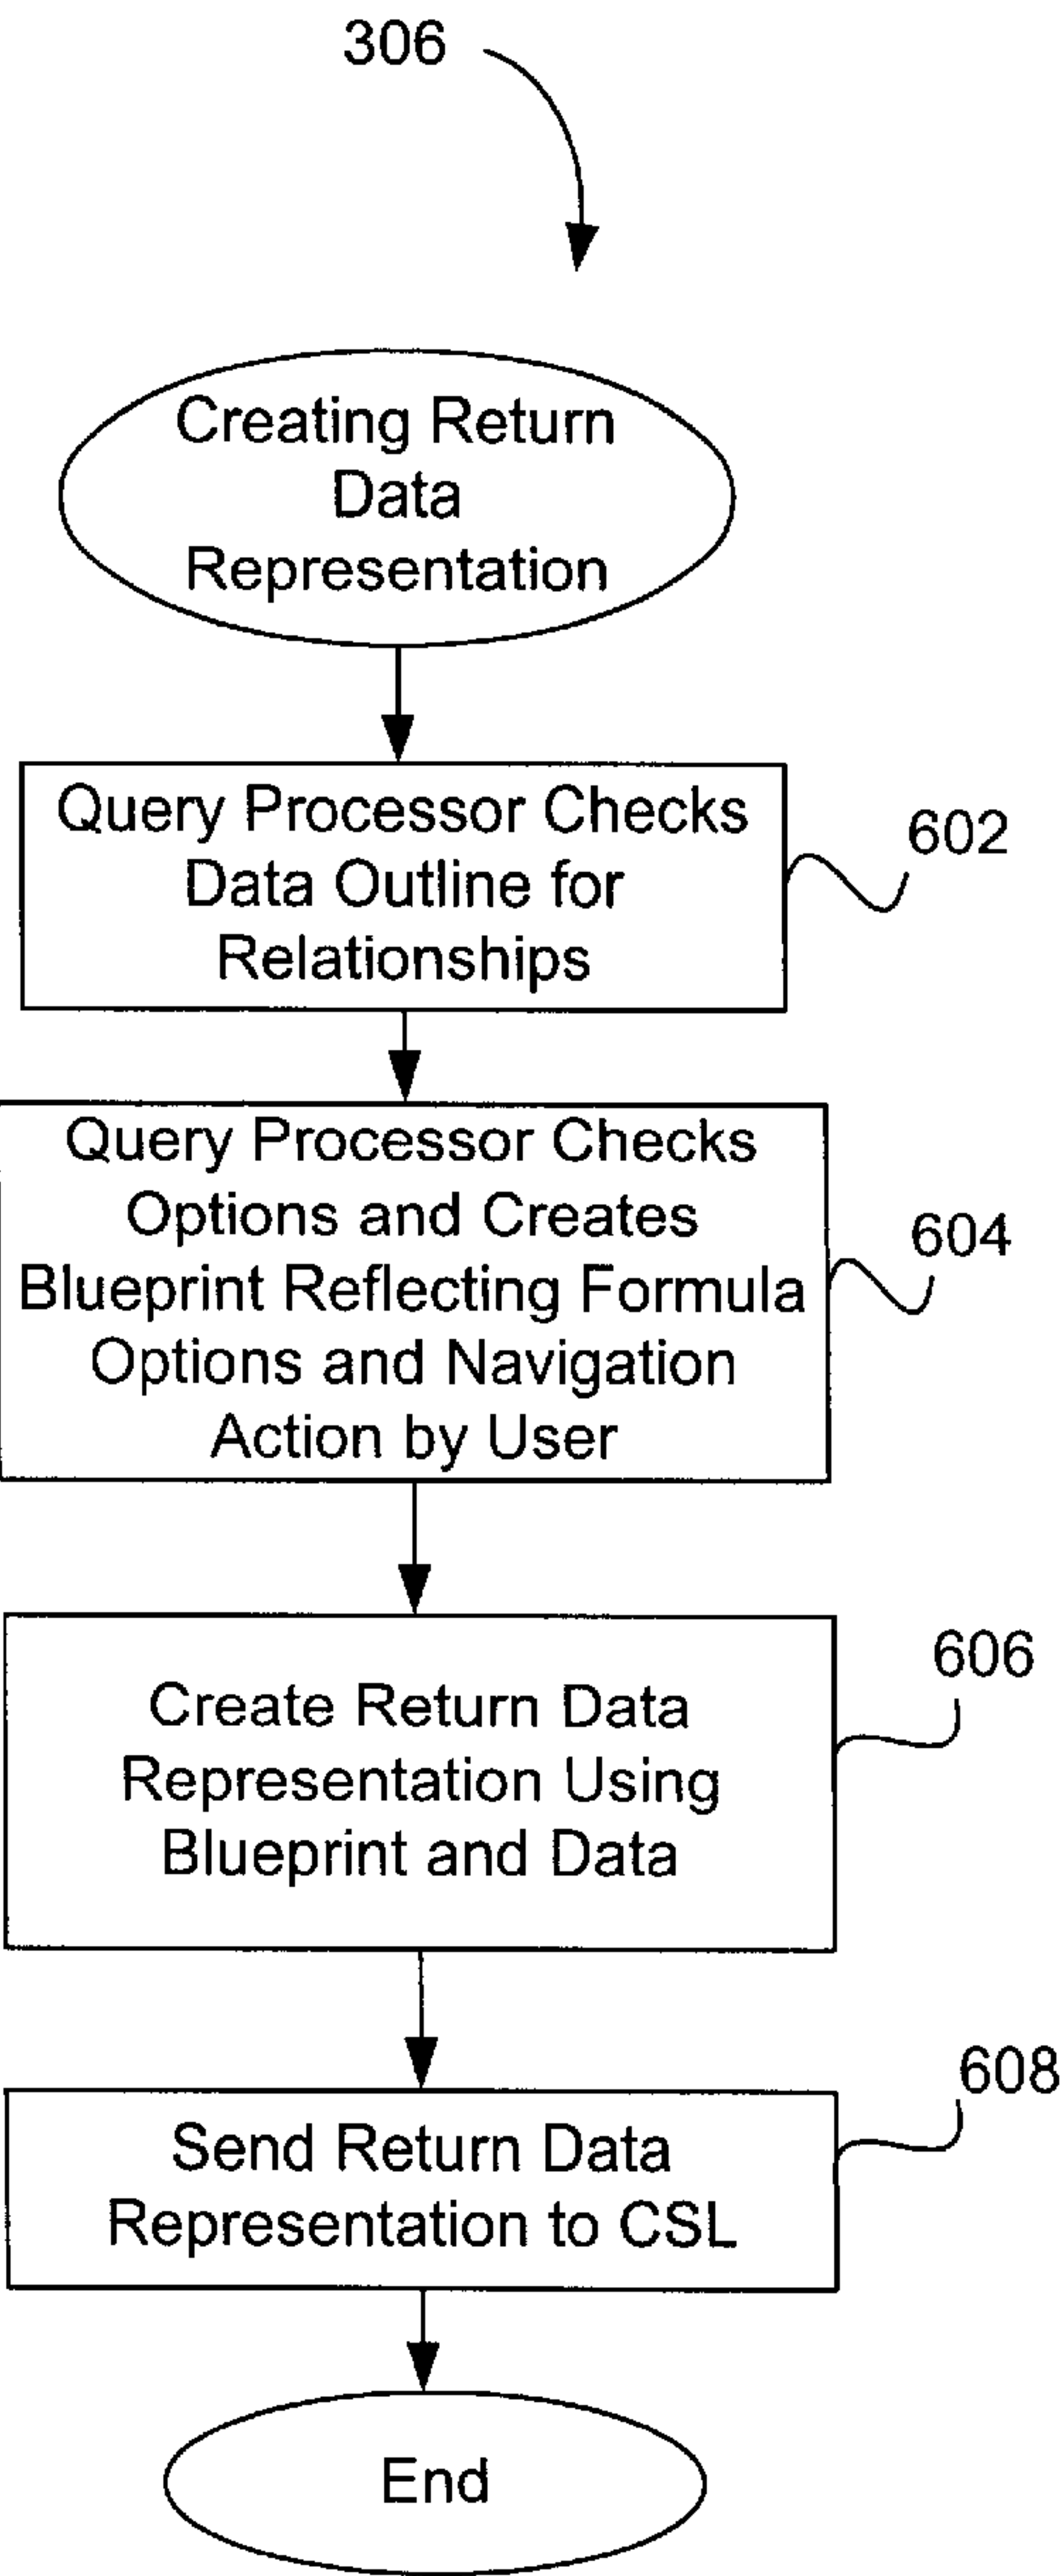 306
Creating Return
Data
Representation
Query Processor Checks
Data Outline for
Relationships
602
Query Processor Checks
Options and Creates
Blueprint Reflecting Formula
Options and Navigation
Action by User
604
Create Return Data
Representation Using
Blueprint and Data
606
Send Return Data
Representation to CSL
608
End